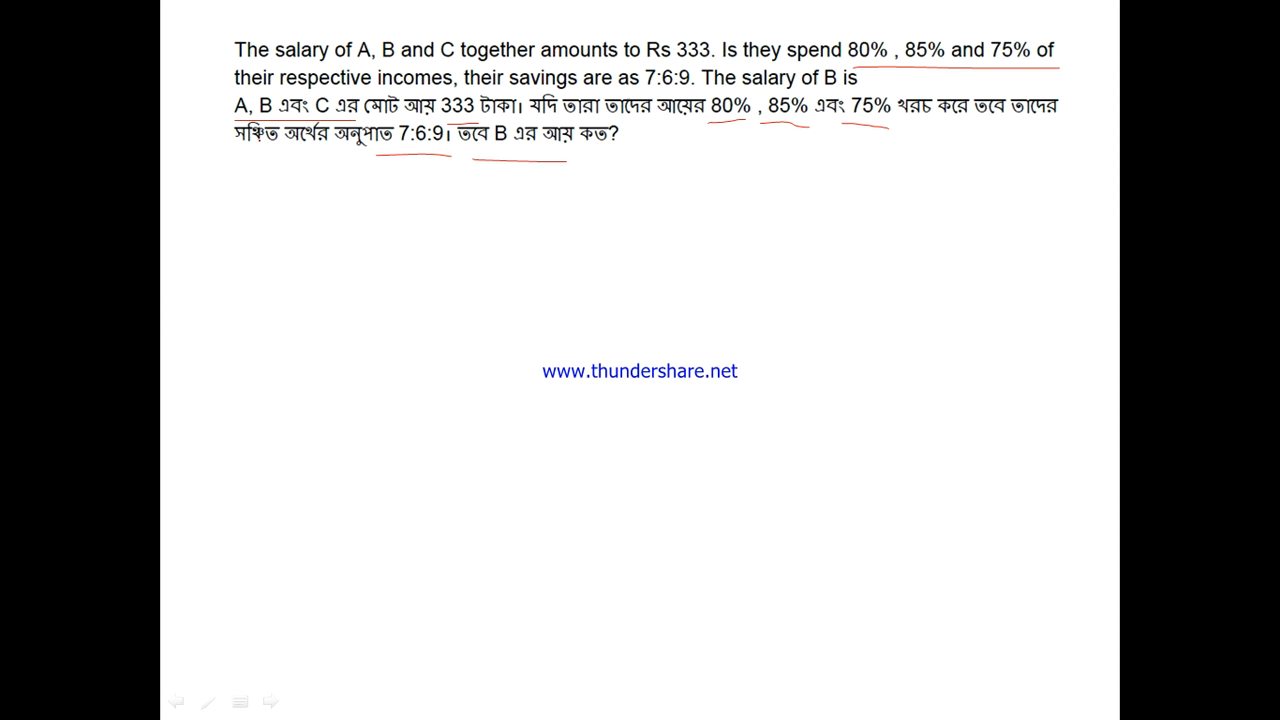 The salary of A, B and C together amounts to Rs 333. Is they spend 80% , 85% and 75% of
their respective incomes, their savings are as 7:6:9. The salary of B is
A, B এবং C এর মোট আয় 333 টাকা। যদি তারা তাদের আয়ের 80% , 85% এবং 75% খরচ করে তবে তাদের
সঞ্চিত অর্থের অনুপাত 7:6:9। তবে B এর আয় কত?
www.thundershare.net